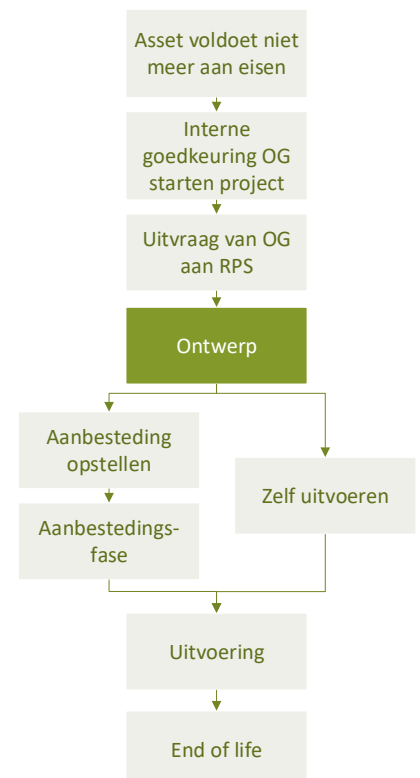 Asset voldoet niet
meer aan eisen
Interne
goedkeuring OG
starten project
Uitvraag van OG
aan RPS
Ontwerp
Aanbesteding
opstellen
Aanbestedings-
fase
Zelf uitvoeren
Uitvoering
End of life